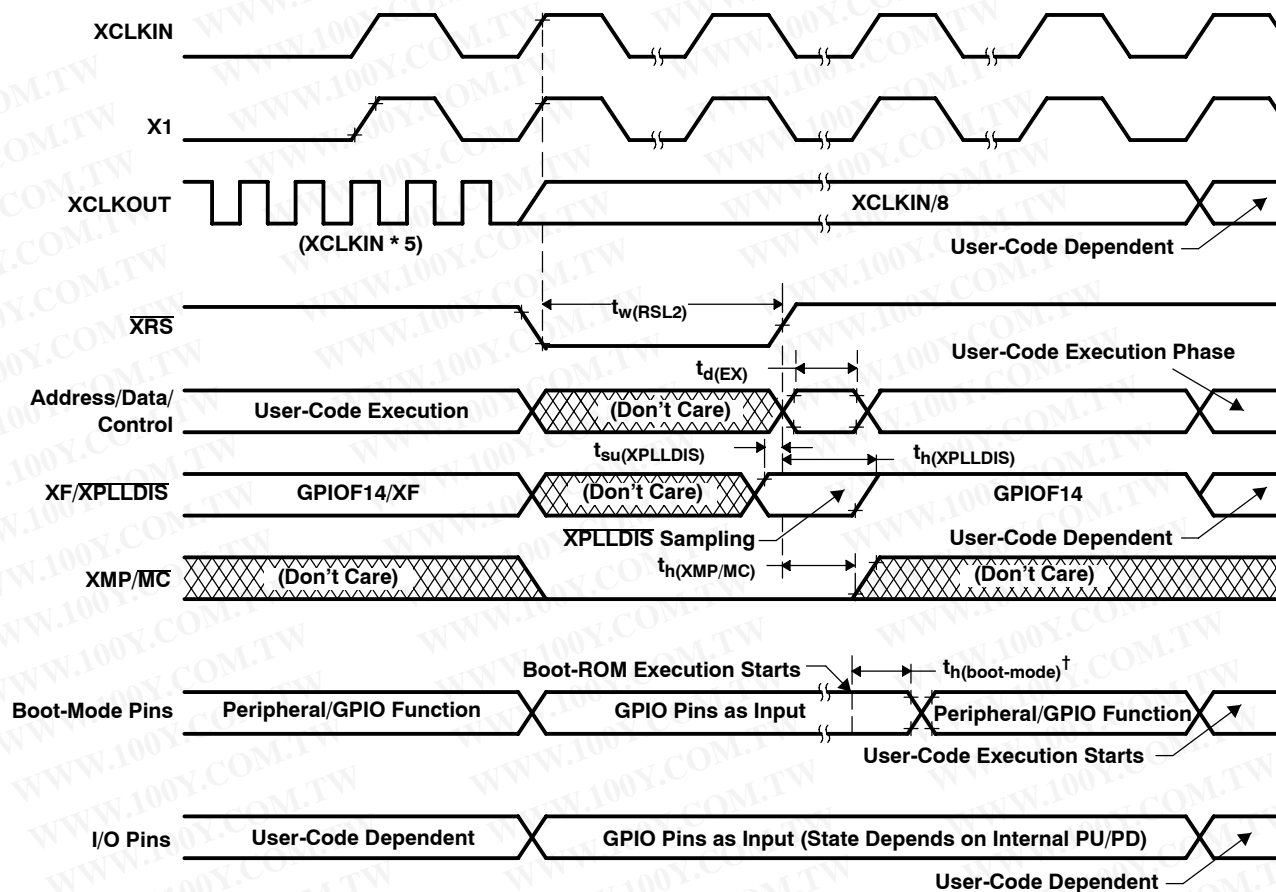 XCLKIN
X1
XCLKOUT
XCLKIN/8
(XCLKIN * 5)
User-Code Dependent
tw(RSL2)
XRS
User-Code Execution Phase
td(EX)
Address/Data/
Control
User-Code Execution
(Don't Care)
tsu(XPLLDIS)
th(XPLLDIS)
XF/XPLLDIS
GPIOF14/XF
(Don't Care)
GPIOF14
XPLLDIS Sampling
User-Code Dependent
th(XMP/MC)
XMP/MC
(Don't Care)
(Don't Care)
Boot-ROM Execution Starts
th(boot-mode)†
Boot-Mode Pins
Peripheral/GPIO Function
GPIO Pins as Input
Peripheral/GPIO Function
User-Code Execution Starts
I/O Pins
User-Code Dependent
GPIO Pins as Input (State Depends on Internal PU/PD)
User-Code Dependent
WWW.100Y.COM.TW